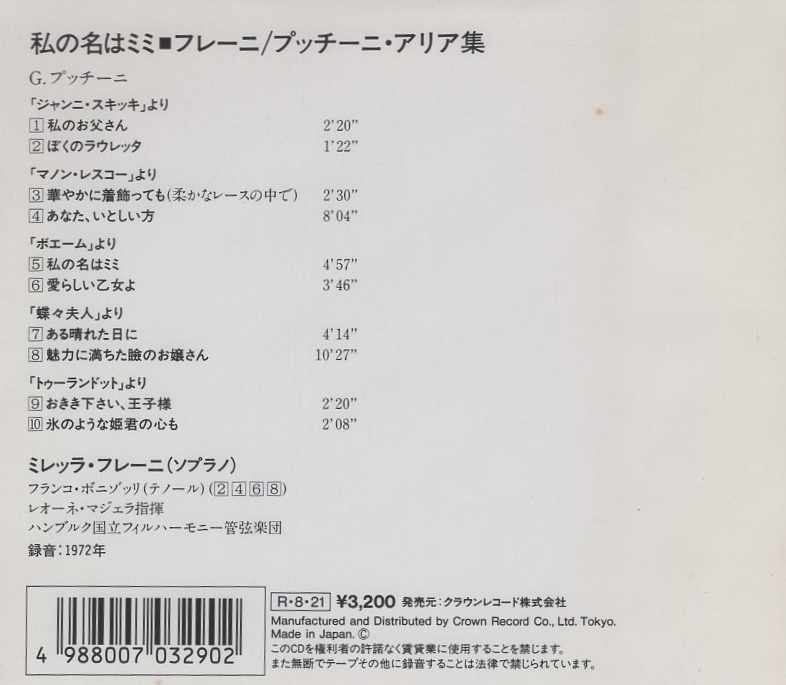 私の名はミミ■フレーニ/プッチーニ・アリア集
G.プッチーニ
「ジャンニ・スキッキ」より
1 私のお父さん 2'20"
2 ぼくのラウレッタ 1'22"
「マノン・レスコー」より
3 華やかに着飾っても(柔かなレースの中で) 2'30"
4 あなた、いとしい方 8'04"
「ボエーム」より
5 私の名はミミ 4'57"
6 愛らしい乙女よ 3'46"
「蝶々夫人」より
7 ある晴れた日に 4'14"
8 魅力に満ちた瞼のお嬢さん 10'27"
「トゥーランドット」より
9 おきき下さい、王子様 2'20"
10 氷のような姫君の心も 2'08"
ミレッラ・フレーニ(ソプラノ)
フランコ・ボニゾッリ(テノール)(2 4 6 8)
レオーネ・マジェラ指揮
ハンブルク国立フィルハーモニー管弦楽団
録音:1972年
R・8・21 ¥3,200 発売元:クラウンレコード株式会社
Manufactured and Distributed by Crown Record Co., Ltd. Tokyo.
Made in Japan. Ⓒ
このCDを権利者の許諾なく賃貸業に使用することを禁じます。
また無断でテープその他に録音することは法律で禁じられています。
4 988007 032902